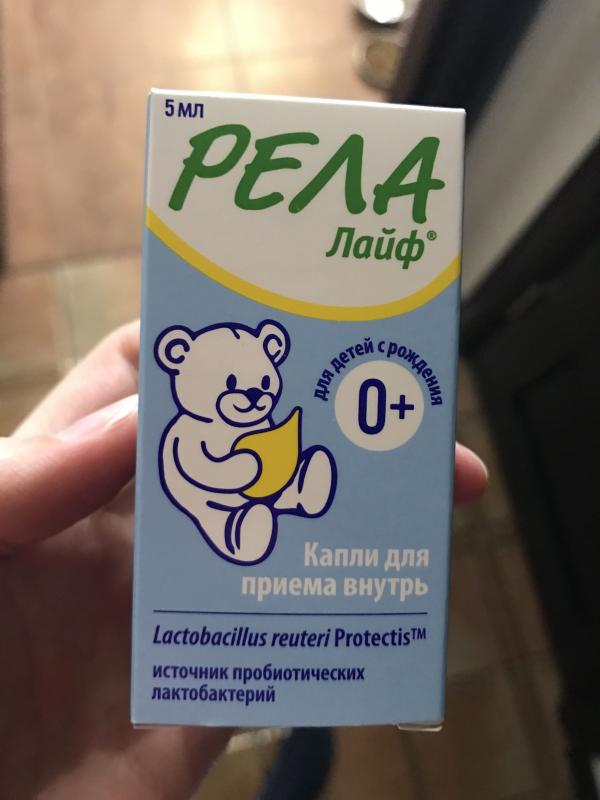 5 мл
РЕЛА
Лайф®
для детей с рождения
0+
Капли для
приема внутрь
Lactobacillus reuteri Protectis™
источник пробиотических
лактобактерий